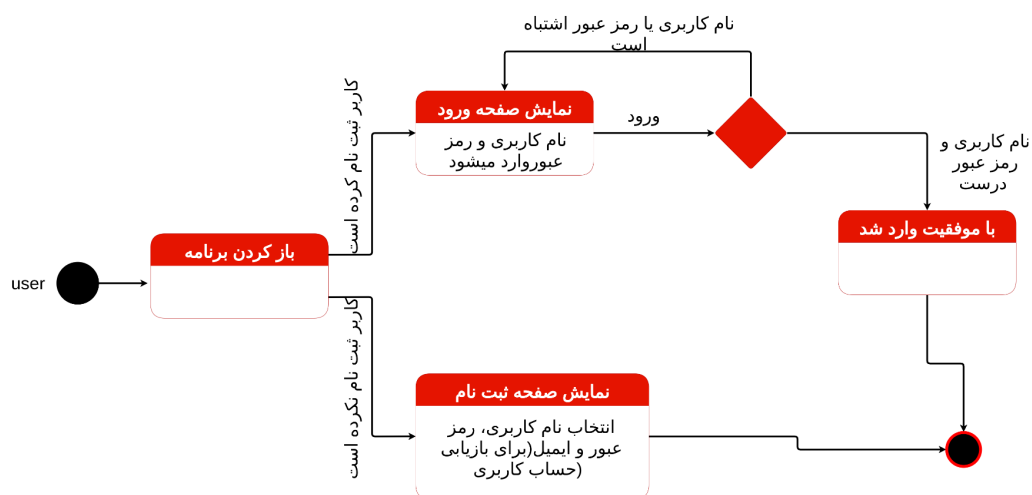 نام کاربری یا رمز عبور اشتباه
است
کاربر ثبت نام کرده است
نمایش صفحه ورود
نام کاربری و رمز
عبوروارد میشود
ورود
نام کاربری و
رمز عبور
درست
با موفقیت وارد شد
باز کردن برنامه
user
کاربر ثبت نام نکرده است
نمایش صفحه ثبت نام
انتخاب نام کاربری، رمز
عبور و ایمیل(برای بازیابی
حساب کاربری)